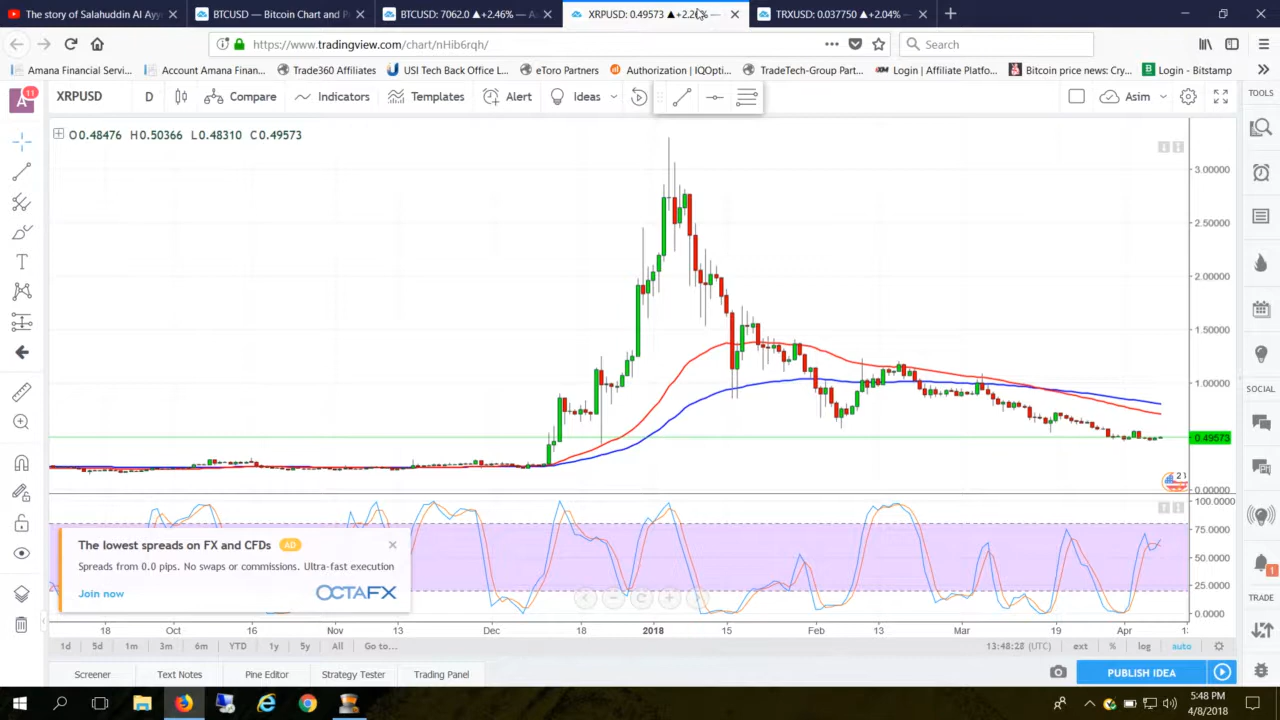 The story of Salahuddin Al Ayy
BTCUSD — Bitcoin Chart and P
BTCUSD: 7062.0 ▲+2.46% —
XRPUSD: 0.49573 ▲+2.2
TRXUSD: 0.037750 ▲+2.04% —
https://www.tradingview.com/chart/nHib6rqh/
Search
Amana Financial Servi...
Account Amana Finan...
Trade360 Affiliates
USI Tech Back Office L...
eToro Partners
Authorization | IQOpti...
TradeTech-Group Part...
Login | Affiliate Platfo...
Bitcoin price news: Cry...
Login - Bitstamp
A 11
XRPUSD
D
Compare
Indicators
Templates
Alert
Ideas
Asim
TOOLS
O0.48476 H0.50366 L0.48310 C0.49573
3.00000
2.50000
2.00000
1.50000
1.00000
0.49573
0.00000
2
100.0000
75.0000
50.0000
25.0000
0.0000
SOCIAL
1
TRADE
The lowest spreads on FX and CFDs AD
Spreads from 0.0 pips. No swaps or commissions. Ultra-fast execution
Join now
OCTAFX
18 Oct 16 Nov 13 Dec 18 2018 15 Feb 13 Mar 19 Apr
1d 5d 1m 3m 6m YTD 1y 5y All Go to...
13:48:28 (UTC) ext % log auto
Screener Text Notes Pine Editor Strategy Tester Trading Panel
PUBLISH IDEA
5:48 PM
4/8/2018